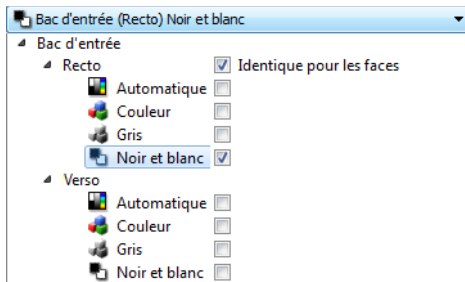 Bac d'entrée (Recto) Noir et blanc
Bac d'entrée
Recto Identique pour les faces
Automatique
Couleur
Gris
Noir et blanc
Verso
Automatique
Couleur
Gris
Noir et blanc